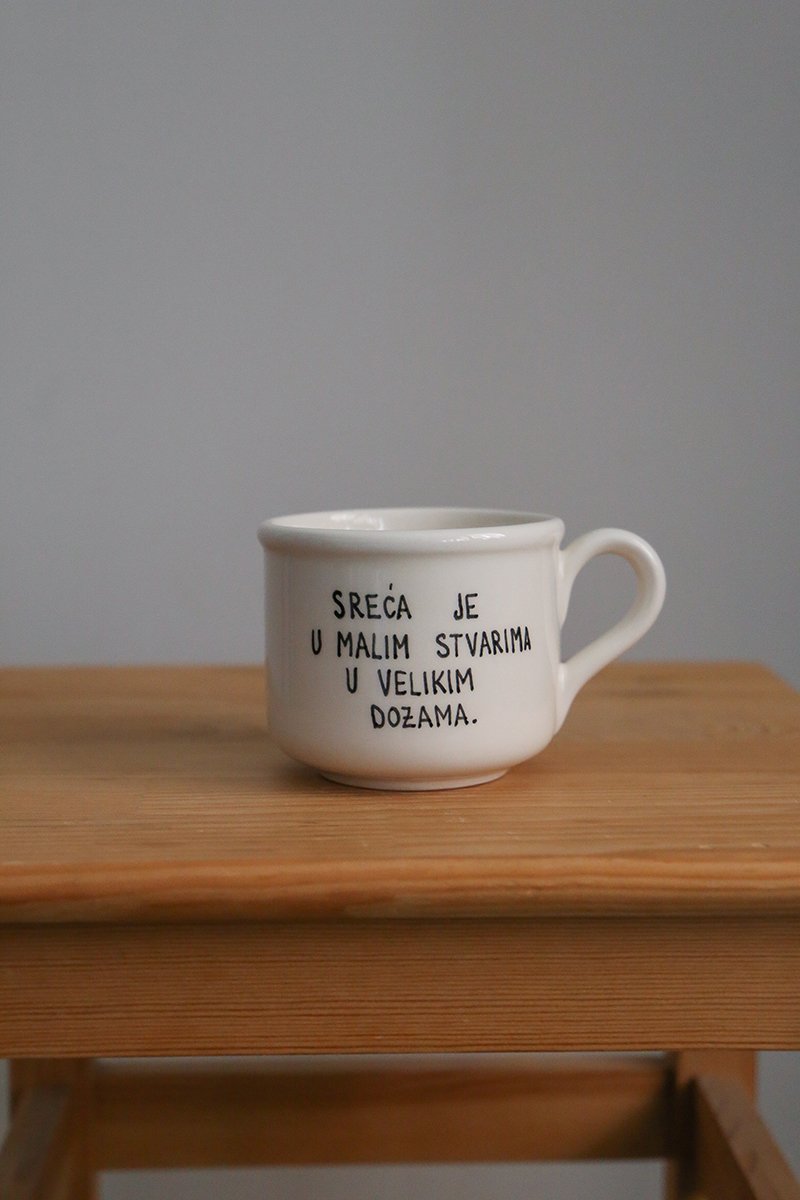 SREĆA JE
U MALIM STVARIMA
U VELIKIM
DOZAMA.